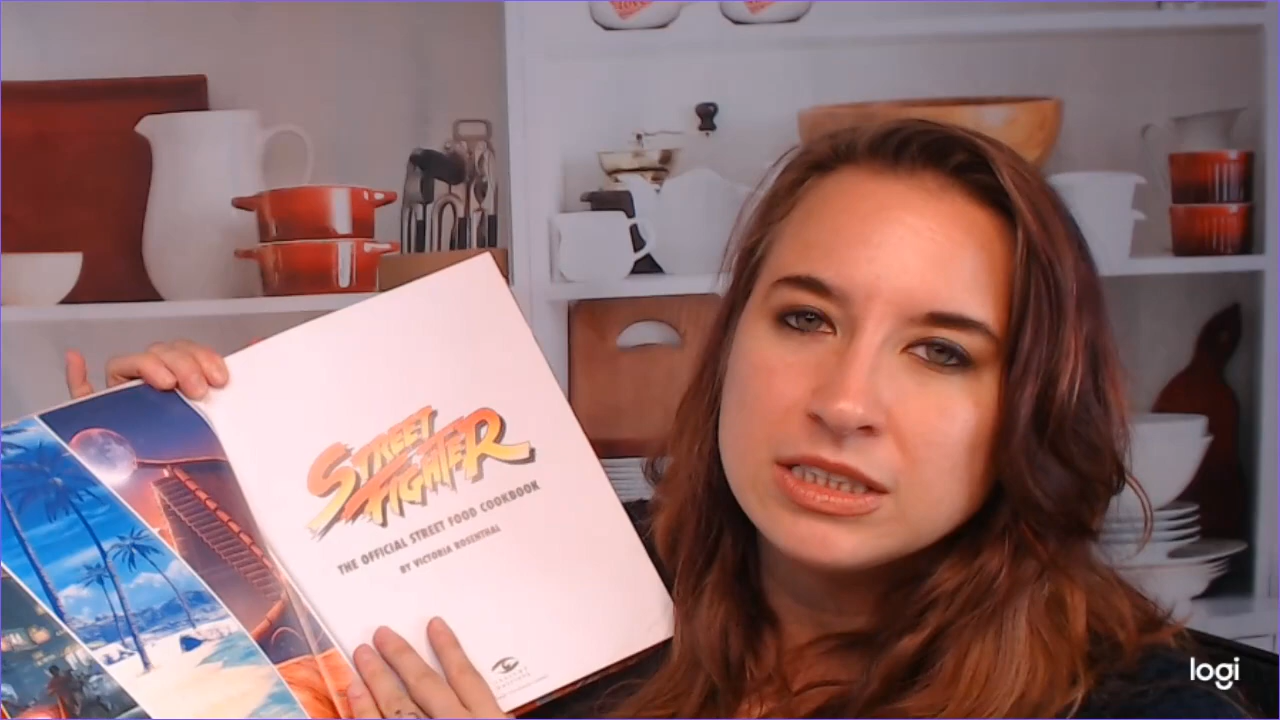 STREET
FIGHTER
THE OFFICIAL STREET FOOD COOKBOOK
BY VICTORIA ROSENTHAL
logi